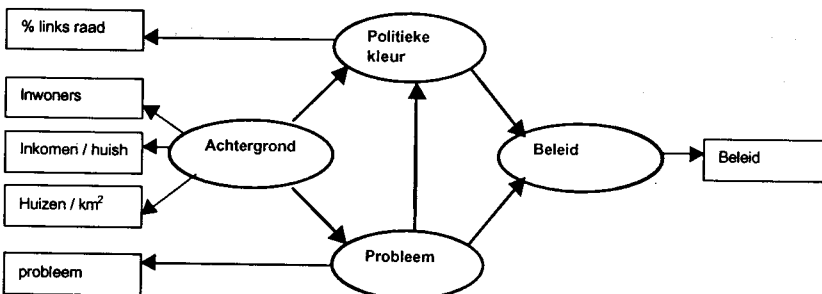 % links raad
Politieke
kleur
Inwoners
Inkomen / huish
Achtergrond
Beleid
Beleid
Huizen / km²
Probleem
probleem